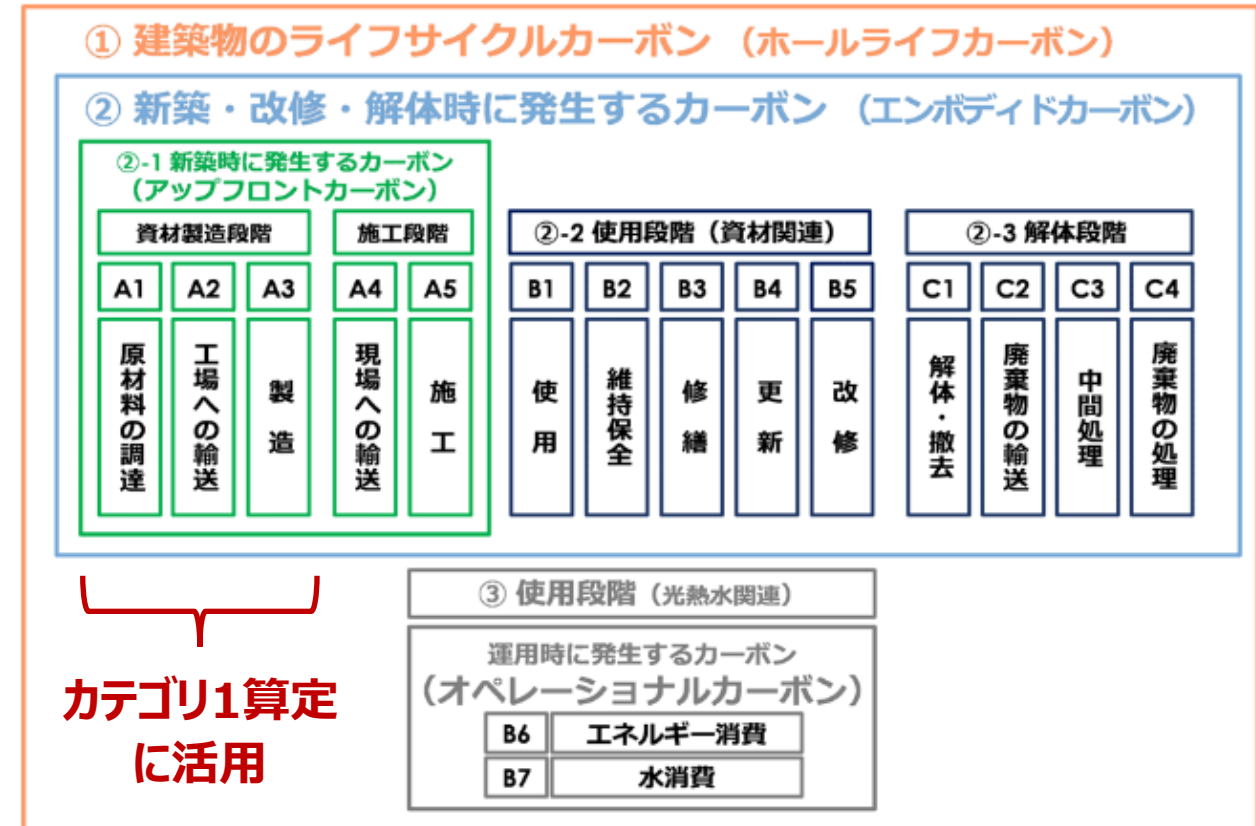 ① 建築物のライフサイクルカーボン （ホールライフカーボン）
② 新築・改修・解体時に発生するカーボン （エンボディドカーボン）
②-1 新築時に発生するカーボン
（アップフロントカーボン）
資材製造段階
施工段階
②-2 使用段階（資材関連）
②-3 解体段階
A1
A2
A3
A4
A5
B1
B2
B3
B4
B5
C1
C2
C3
C4
原材料の調達
工場への輸送
製造
現場への輸送
施工
使用
維持保全
修繕
更新
改修
解体・撤去
廃棄物の輸送
中間処理
廃棄物の処理
カテゴリ1算定
に活用
③ 使用段階（光熱水関連）
運用時に発生するカーボン
（オペレーショナルカーボン）
B6 エネルギー消費
B7 水消費